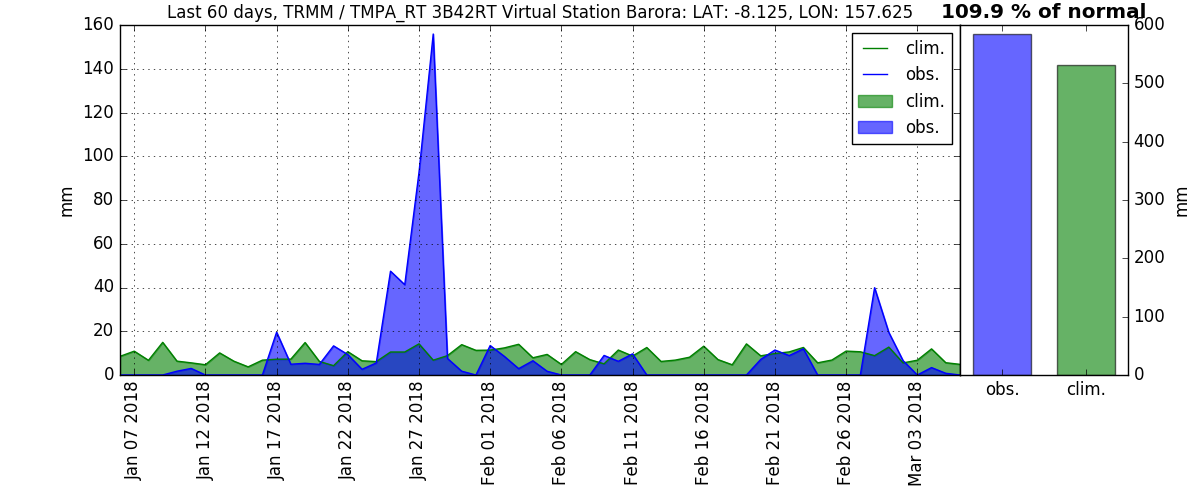 Last 60 days, TRMM / TMPA_RT 3B42RT Virtual Station Barora: LAT: -8.125, LON: 157.625
109.9 % of normal
160
140
120
100
80
60
40
20
0
mm
clim.
obs.
clim.
obs.
600
500
400
300
200
100
0
mm
Jan 07 2018
Jan 12 2018
Jan 17 2018
Jan 22 2018
Jan 27 2018
Feb 01 2018
Feb 06 2018
Feb 11 2018
Feb 16 2018
Feb 21 2018
Feb 26 2018
Mar 03 2018
obs.
clim.